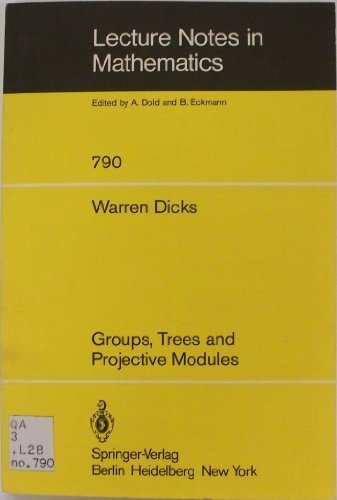 Lecture Notes in
Mathematics
Edited by A. Dold and B. Eckmann
790
Warren Dicks
Groups, Trees and
Projective Modules
QA
3
.L28
no.790
Springer-Verlag
Berlin Heidelberg New York